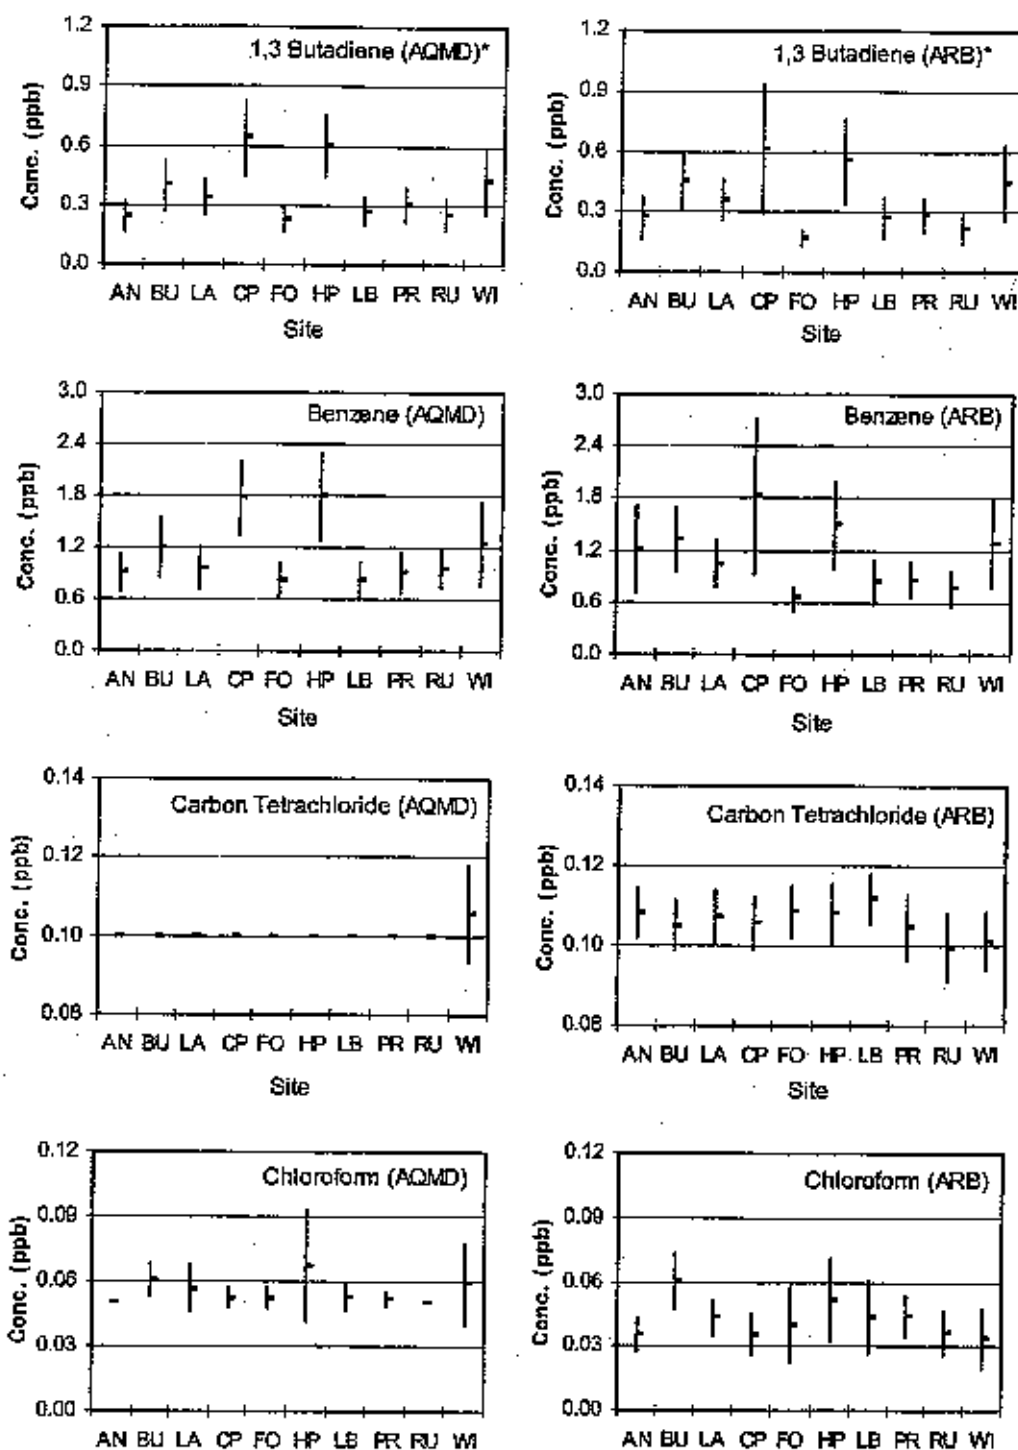 1.2
1,3 Butadiene (AQMD)*
0.9
0.6
0.3
0.0
Conc. (ppb)
AN BU LA CP FO HP LB PR RU WI
Site
1.2
1,3 Butadiene (ARB)*
0.9
0.6
0.3
0.0
Conc. (ppb)
AN BU LA CP FO HP LB PR RU WI
Site
3.0
Benzene (AQMD)
2.4
1.8
1.2
0.6
0.0
Conc. (ppb)
AN BU LA CP FO HP LB PR RU WI
Site
3.0
Benzene (ARB)
2.4
1.8
1.2
0.6
0.0
Conc. (ppb)
AN BU LA CP FO HP LB PR RU WI
Site
0.14
Carbon Tetrachloride (AQMD)
0.12
0.10
0.08
Conc. (ppb)
AN BU LA CP FO HP LB PR RU WI
Site
0.14
Carbon Tetrachloride (ARB)
0.12
0.10
0.08
Conc. (ppb)
AN BU LA CP FO HP LB PR RU WI
Site
0.12
Chloroform (AQMD)
0.09
0.06
0.03
0.00
Conc. (ppb)
AN BU LA CP FO HP LB PR RU WI
0.12
Chloroform (ARB)
0.09
0.06
0.03
0.00
Conc. (ppb)
AN BU LA CP FO HP LB PR RU WI